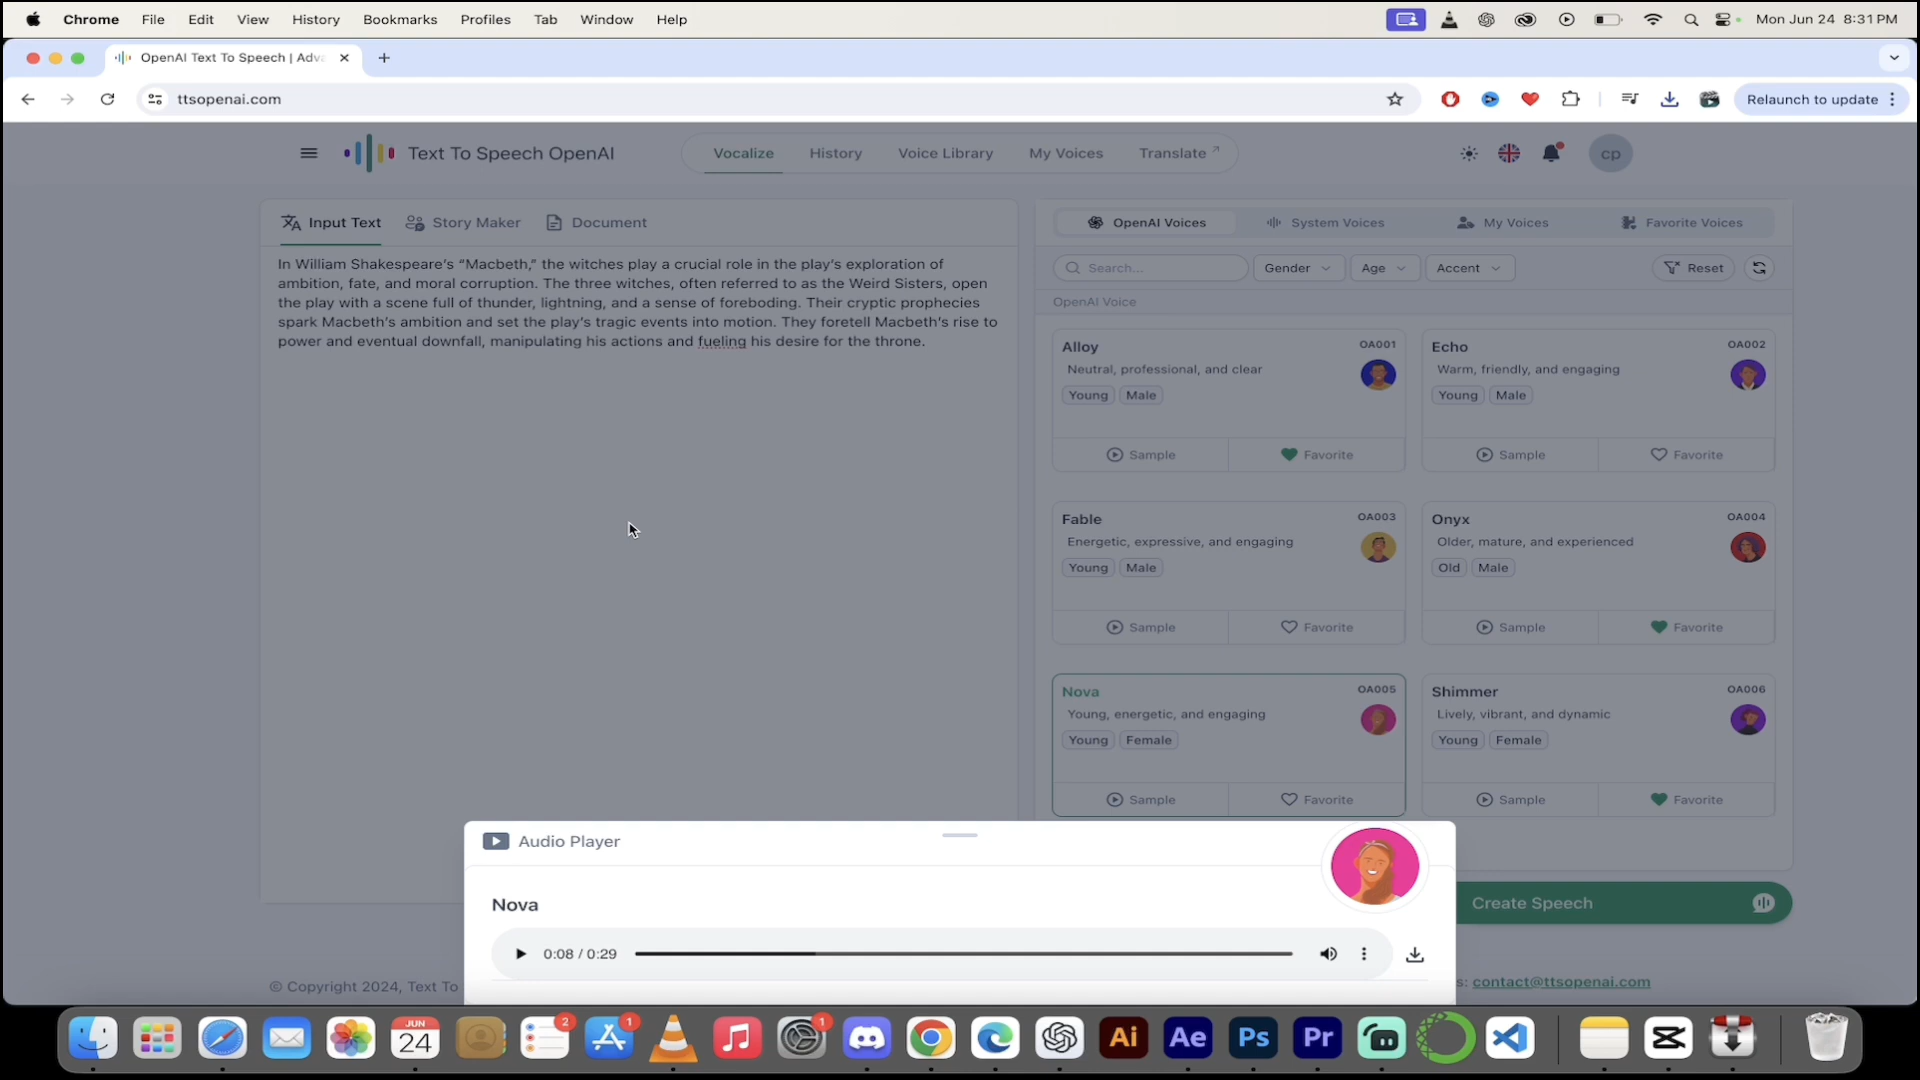 Chrome File Edit View History Bookmarks Profiles Tab Window Help Mon Jun 24 8:31 PM
OpenAI Text To Speech | Adva
ttsopenai.com Relaunch to update
Text To Speech OpenAI Vocalize History Voice Library My Voices Translate cp
Input Text Story Maker Document
OpenAI Voices System Voices My Voices Favorite Voices
In William Shakespeare's “Macbeth,” the witches play a crucial role in the play's exploration of
ambition, fate, and moral corruption. The three witches, often referred to as the Weird Sisters, open
the play with a scene full of thunder, lightning, and a sense of foreboding. Their cryptic prophecies
spark Macbeth's ambition and set the play's tragic events into motion. They foretell Macbeth's rise to
power and eventual downfall, manipulating his actions and fueling his desire for the throne.
Search... Gender Age Accent Reset
OpenAI Voice
Alloy OA001
Neutral, professional, and clear
Young Male
Sample Favorite
Echo OA002
Warm, friendly, and engaging
Young Male
Sample Favorite
Fable OA003
Energetic, expressive, and engaging
Young Male
Sample Favorite
Onyx OA004
Older, mature, and experienced
Old Male
Sample Favorite
Nova OA005
Young, energetic, and engaging
Young Female
Sample Favorite
Shimmer OA006
Lively, vibrant, and dynamic
Young Female
Sample Favorite
Audio Player
Nova
0:08 / 0:29
Create Speech
© Copyright 2024, Text To
s: contact@ttsopenai.com
JUN
24
2
1
1
Ai Ae Ps Pr